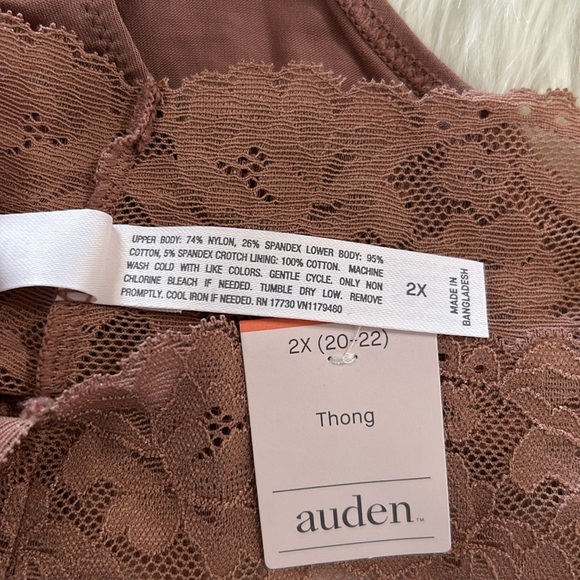 UPPER BODY: 74% NYLON, 26% SPANDEX LOWER BODY: 95%
COTTON, 5% SPANDEX CROTCH LINING: 100% COTTON. MACHINE
WASH COLD WITH LIKE COLORS. GENTLE CYCLE. ONLY NON
CHLORINE BLEACH IF NEEDED. TUMBLE DRY LOW. REMOVE
PROMPTLY. COOL IRON IF NEEDED. RN 17730 VN1179480
2X
MADE IN
BANGLADESH
2X (20-22)
Thong
auden™